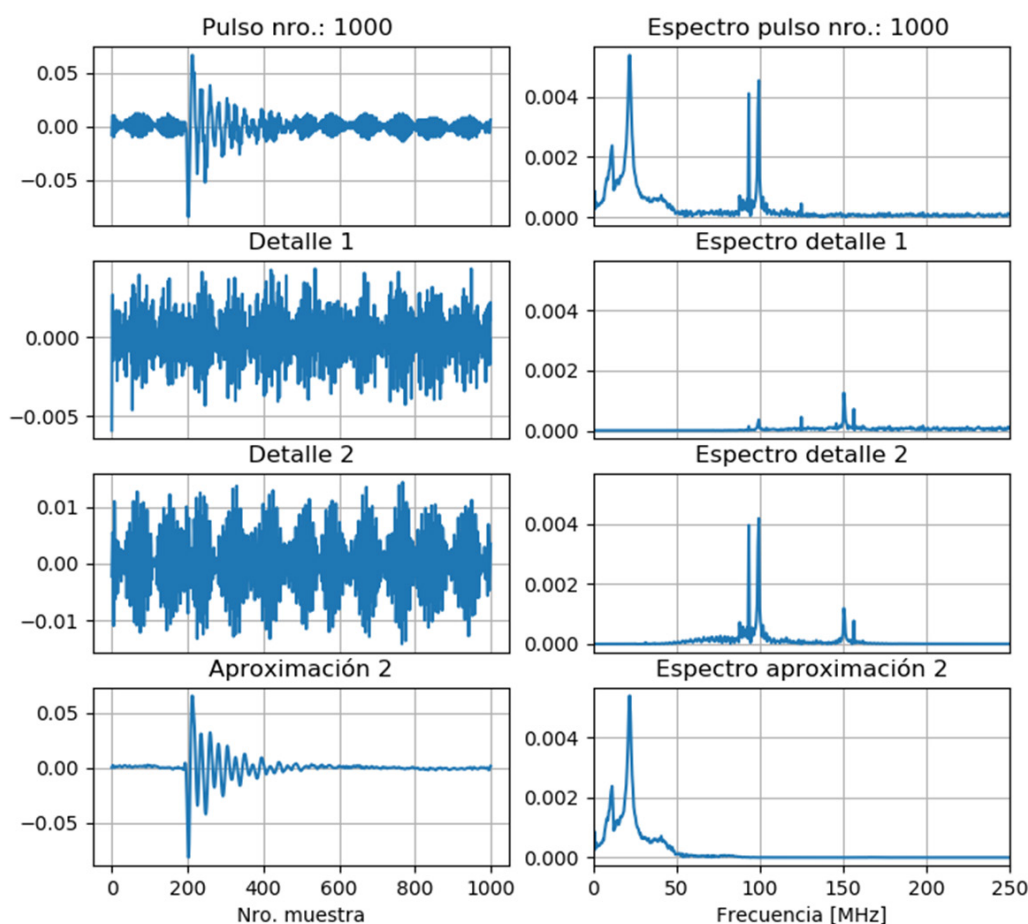 Pulso nro.: 1000
0.05
0.00
−0.05
Espectro pulso nro.: 1000
0.004
0.002
0.000
Detalle 1
0.000
−0.005
Espectro detalle 1
0.004
0.002
0.000
Detalle 2
0.01
0.00
−0.01
Espectro detalle 2
0.004
0.002
0.000
Aproximación 2
0.05
0.00
−0.05
0 200 400 600 800 1000
Nro. muestra
Espectro aproximación 2
0.004
0.002
0.000
0 50 100 150 200 250
Frecuencia [MHz]